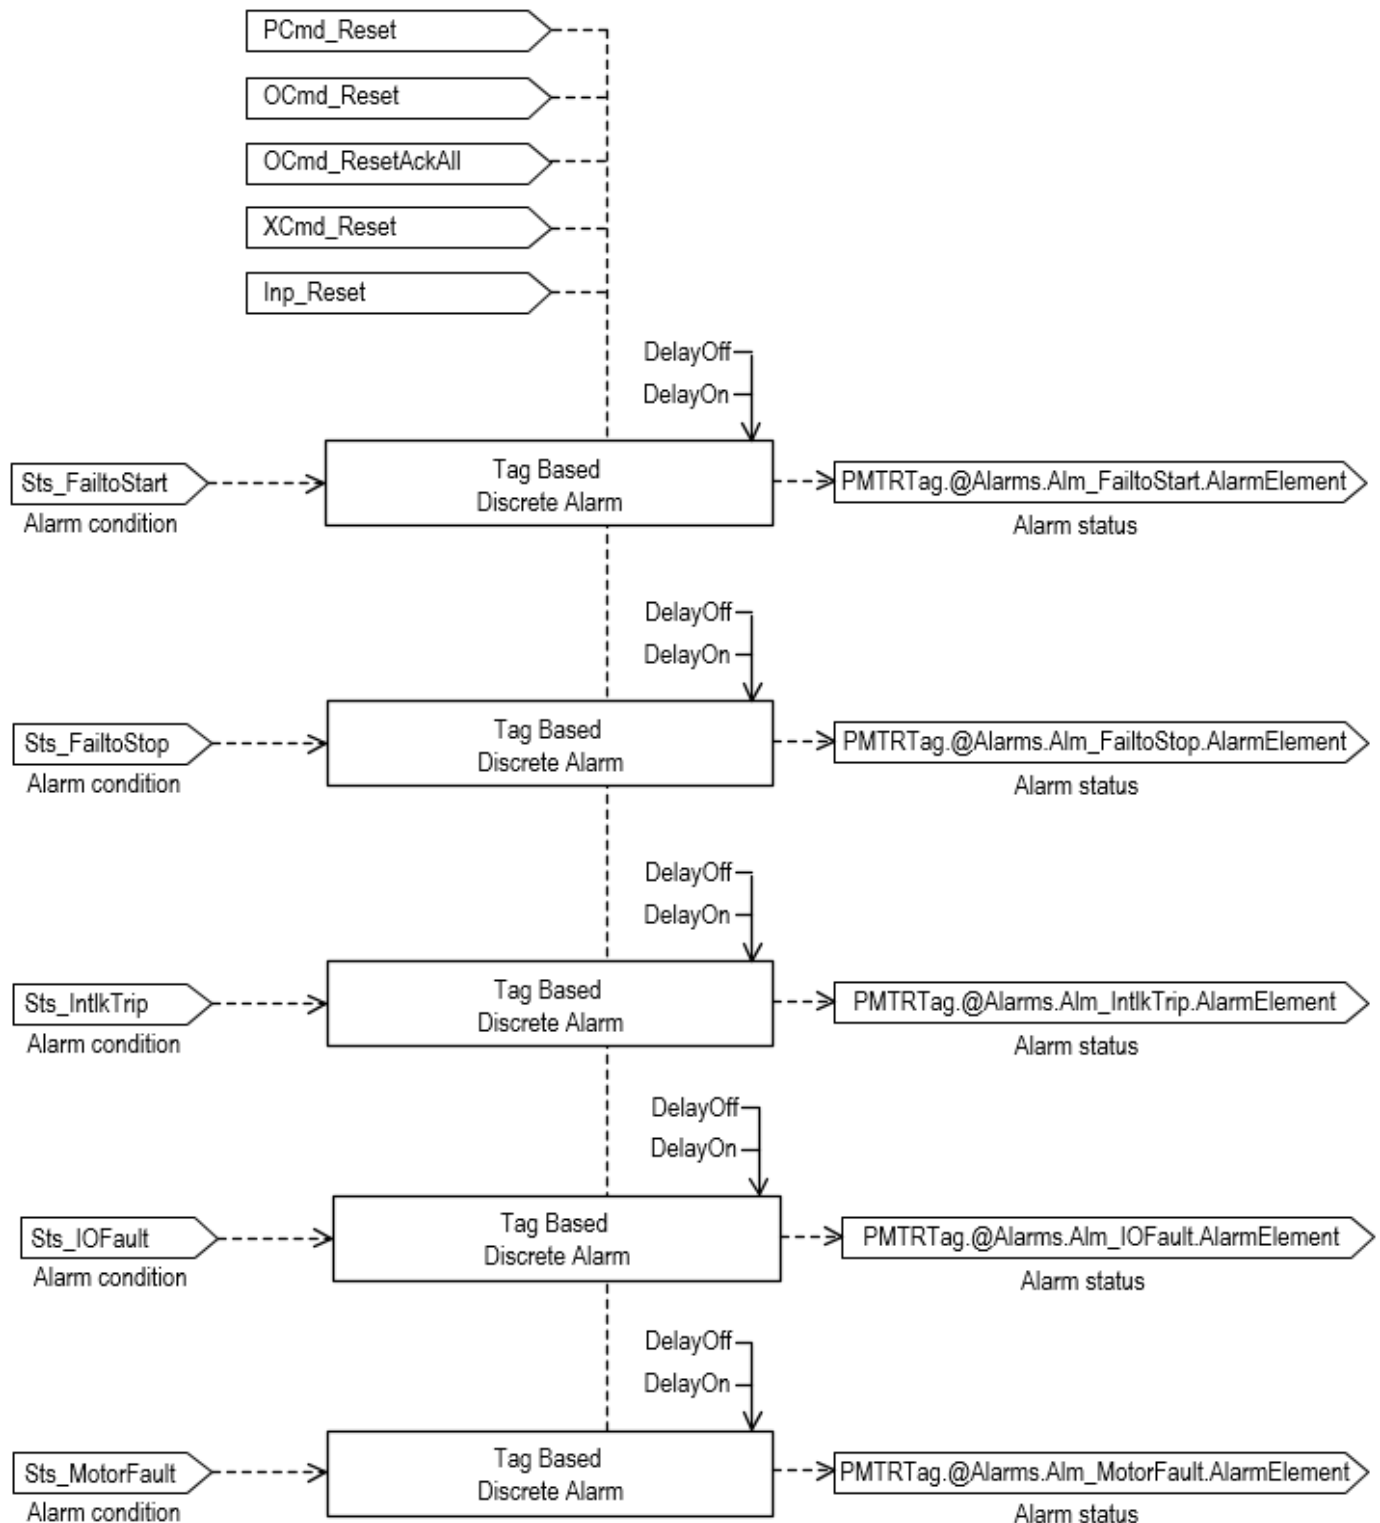 PCmd_Reset
OCmd_Reset
OCmd_ResetAckAll
XCmd_Reset
Inp_Reset
DelayOff
DelayOn
Sts_FailtoStart
Alarm condition
Tag Based
Discrete Alarm
PMTRTag.@Alarms.Alm_FailtoStart.AlarmElement
Alarm status
DelayOff
DelayOn
Sts_FailtoStop
Alarm condition
Tag Based
Discrete Alarm
PMTRTag.@Alarms.Alm_FailtoStop.AlarmElement
Alarm status
DelayOff
DelayOn
Sts_IntlkTrip
Alarm condition
Tag Based
Discrete Alarm
PMTRTag.@Alarms.Alm_IntlkTrip.AlarmElement
Alarm status
DelayOff
DelayOn
Sts_IOFault
Alarm condition
Tag Based
Discrete Alarm
PMTRTag.@Alarms.Alm_IOFault.AlarmElement
Alarm status
DelayOff
DelayOn
Sts_MotorFault
Alarm condition
Tag Based
Discrete Alarm
PMTRTag.@Alarms.Alm_MotorFault.AlarmElement
Alarm status